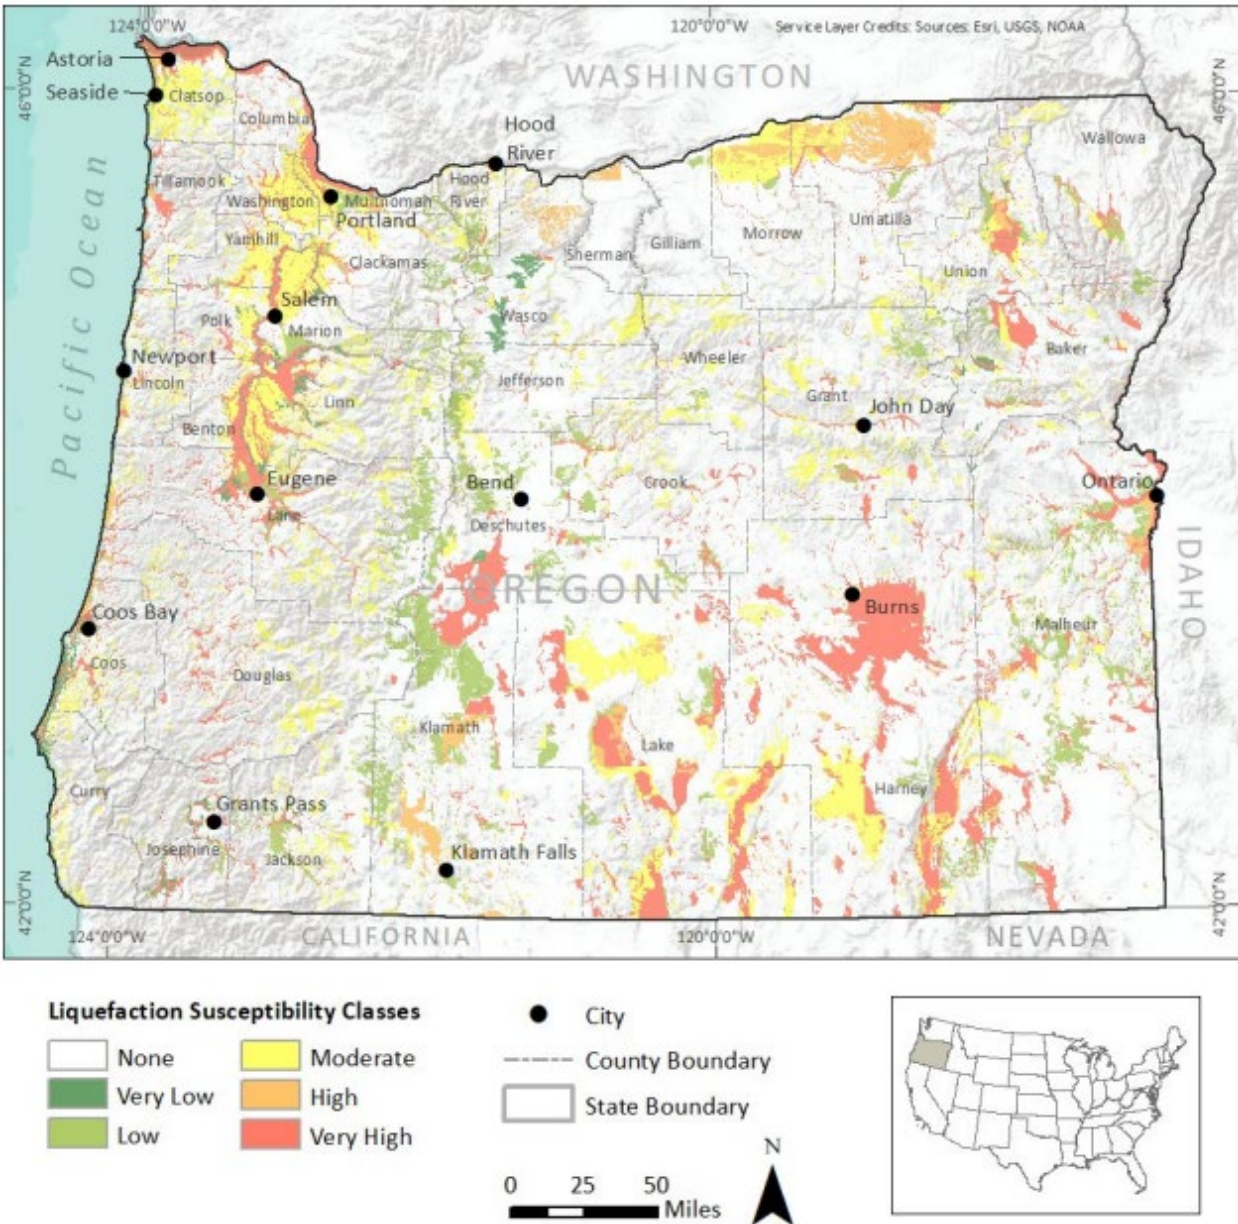 124°0'0"W
120°0'0"W
Service Layer Credits: Sources: Esri, USGS, NOAA
46°0'0"N
46°0'0"N
Astoria
Seaside
WASHINGTON
Clatsop
Columbia
Hood
River
Wallowa
Pacific Ocean
Tillamook
Washington
Multnomah
Hood
River
Portland
Umatilla
Yamhill
Clackamas
Sherman
Gilliam
Morrow
Union
Salem
Polk
Marion
Wasco
Newport
Lincoln
Jefferson
Wheeler
Baker
Linn
Grant
John Day
Benton
Eugene
Lane
Bend
Deschutes
Crook
Ontario
IDAHO
OREGON
Burns
Coos Bay
Coos
Malheur
Douglas
Klamath
Lake
Harney
Curry
Grants Pass
Josephine
Jackson
Klamath Falls
42°0'0"N
42°0'0"N
124°0'0"W
CALIFORNIA
120°0'0"W
NEVADA
Liquefaction Susceptibility Classes
None
Very Low
Low
Moderate
High
Very High
City
County Boundary
State Boundary
N
0 25 50
Miles